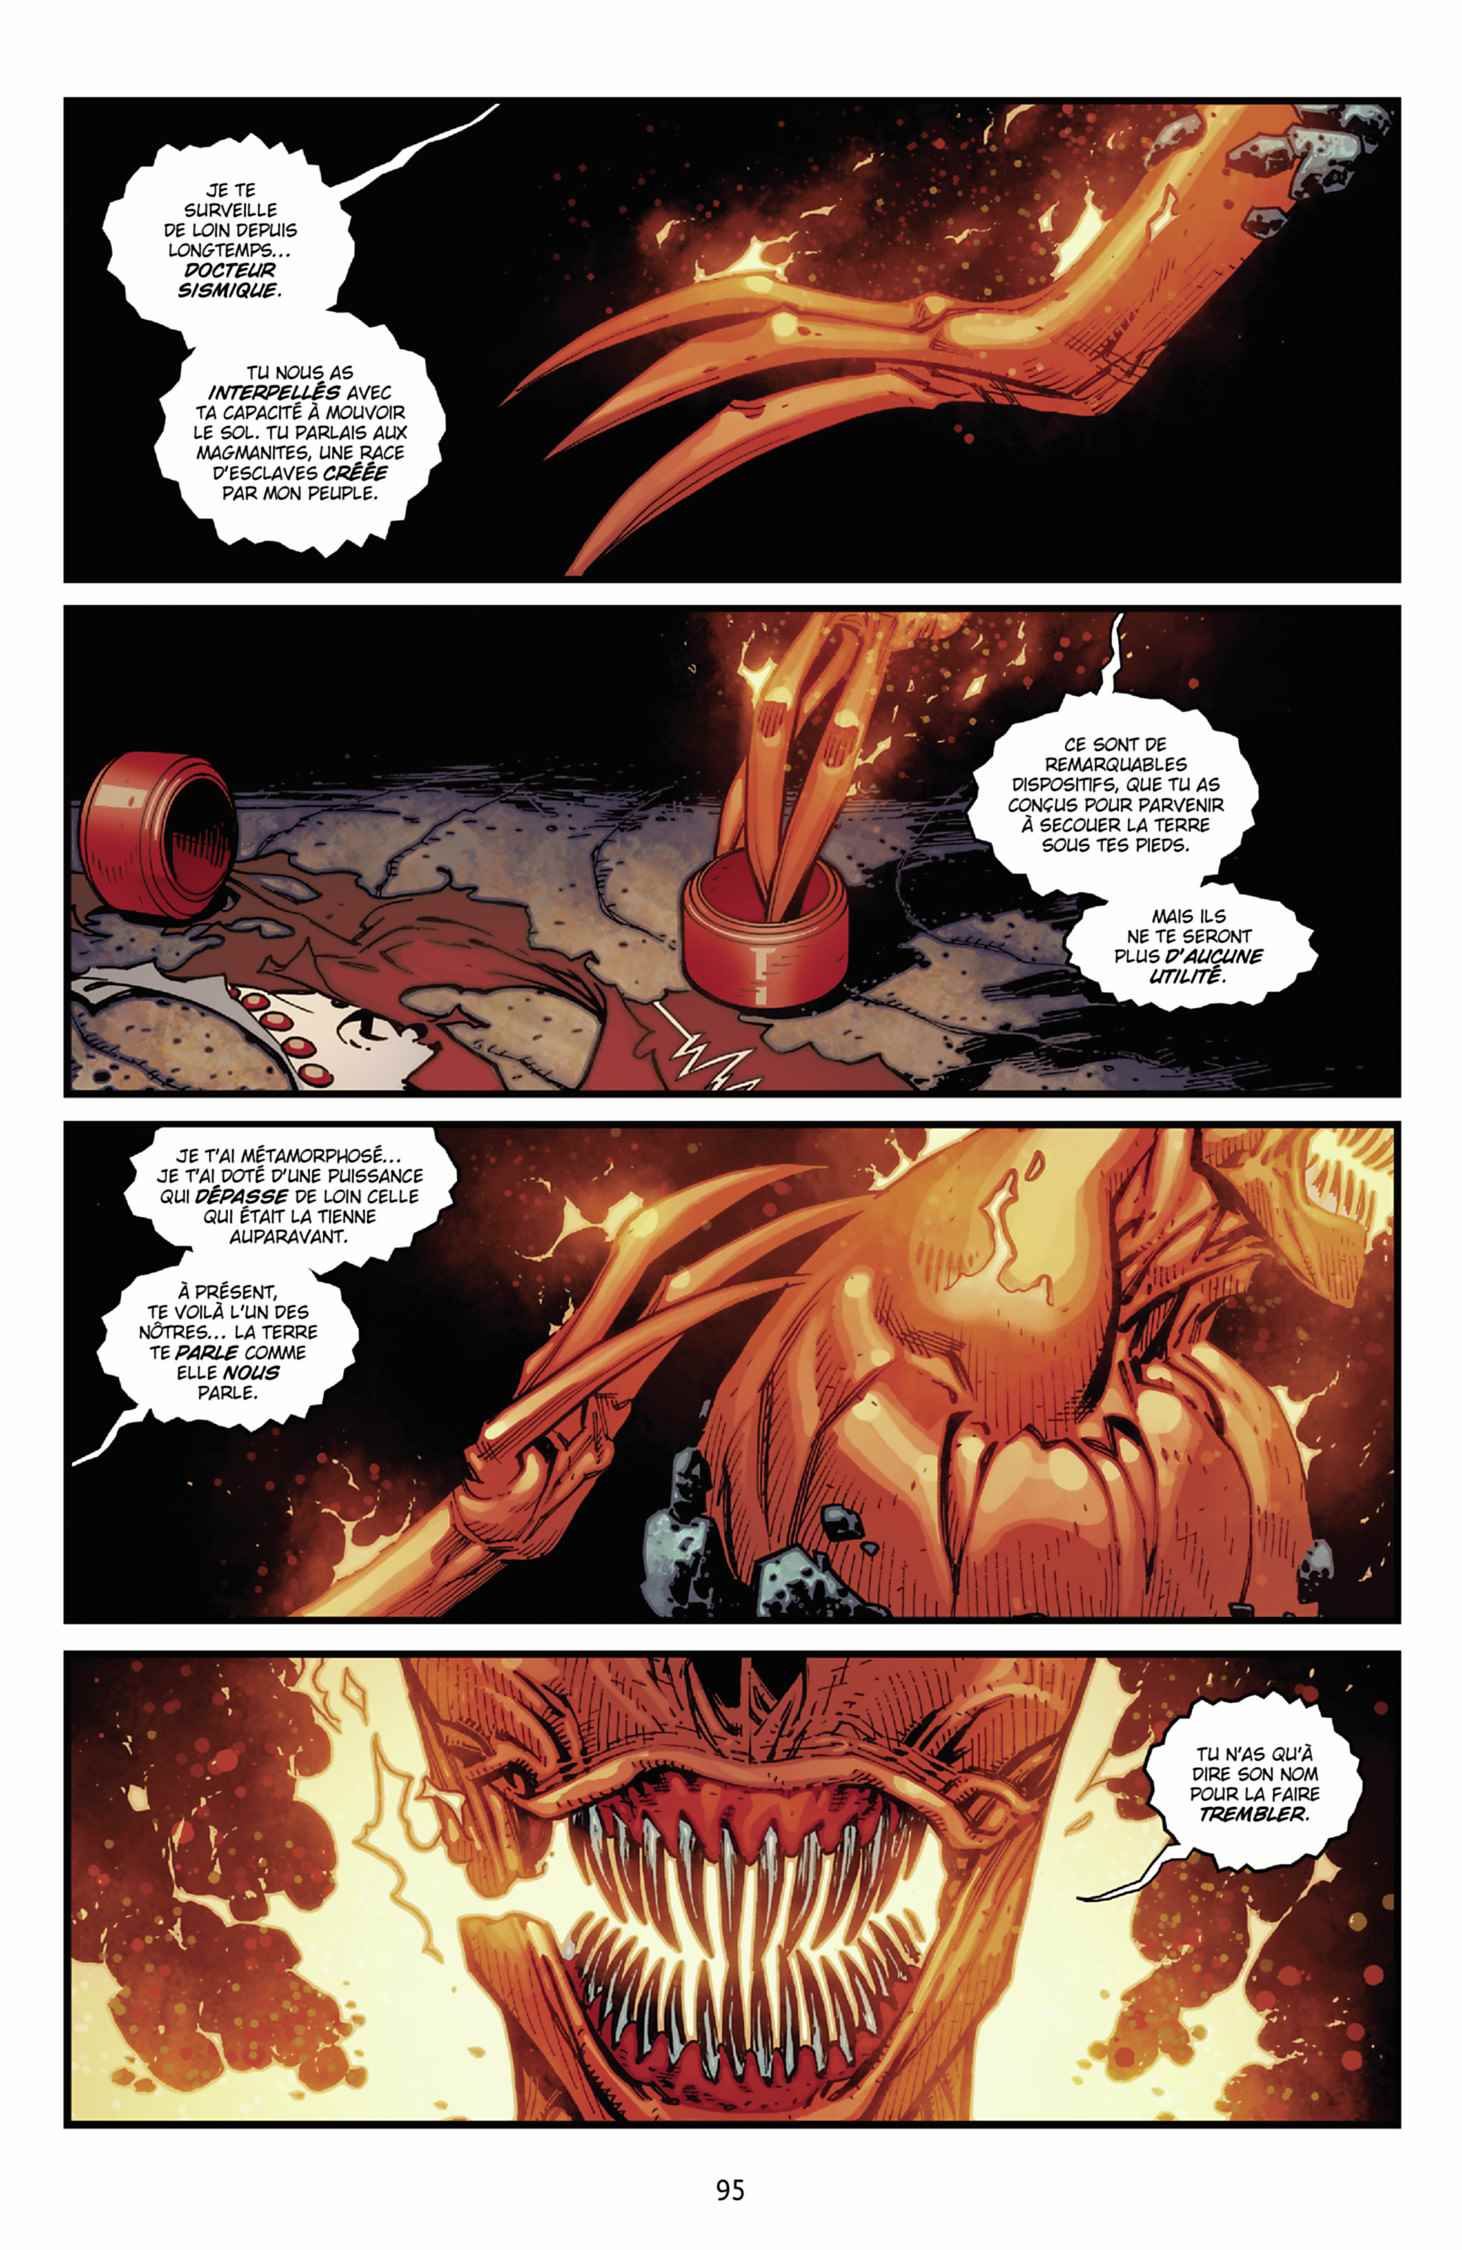 JE TE
SURVEILLE
DE LOIN DEPUIS
LONGTEMPS...
DOCTEUR
SISMIQUE.
TU NOUS AS
INTERPELLÉS AVEC
TA CAPACITÉ À MOUVOIR
LE SOL. TU PARLAIS AUX
MAGMANITES, UNE RACE
D'ESCLAVES CRÉÉE
PAR MON PEUPLE.
CE SONT DE
REMARQUABLES
DISPOSITIFS, QUE TU AS
CONÇUS POUR PARVENIR
À SECOUER LA TERRE
SOUS TES PIEDS.
MAIS ILS
NE TE SERONT
PLUS D'AUCUNE
UTILITÉ.
JE T'AI MÉTAMORPHOSÉ...
JE T'AI DOTÉ D'UNE PUISSANCE
QUI DÉPASSE DE LOIN CELLE
QUI ÉTAIT LA TIENNE
AUPARAVANT.
À PRÉSENT,
TE VOILÀ L'UN DES
NÔTRES... LA TERRE
TE PARLE COMME
ELLE NOUS
PARLE.
TU N'AS QU'À
DIRE SON NOM
POUR LA FAIRE
TREMBLER.
95